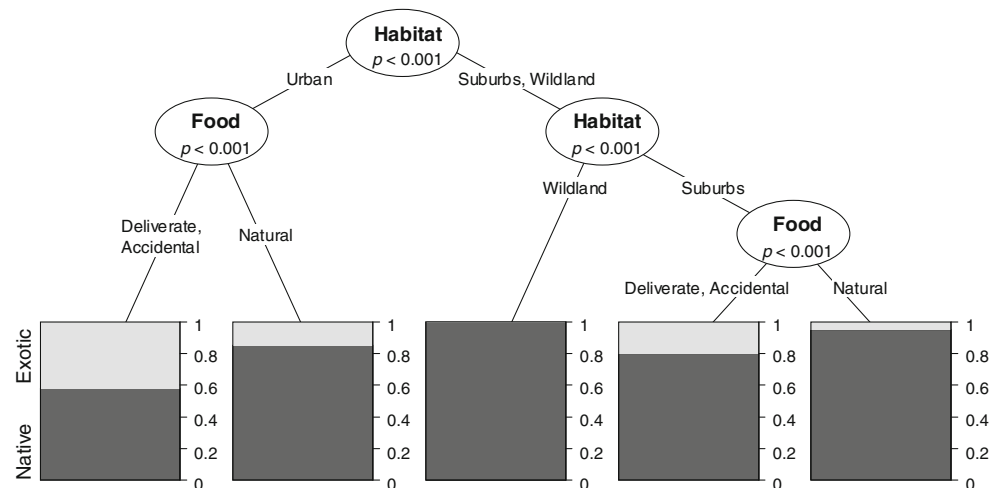 Habitat
p < 0.001
Urban
Suburbs, Wildland
Food
p < 0.001
Habitat
p < 0.001
Wildland
Suburbs
Deliverate,
Accidental
Natural
Food
p < 0.001
Deliverate, Accidental
Natural
Exotic
Native
1
0.8
0.6
0.4
0.2
0
1
0.8
0.6
0.4
0.2
0
1
0.8
0.6
0.4
0.2
0
1
0.8
0.6
0.4
0.2
0
1
0.8
0.6
0.4
0.2
0